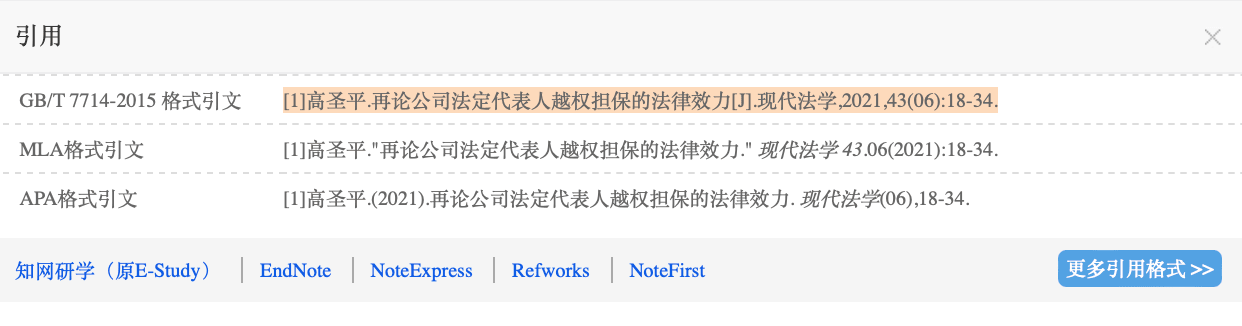 引用
GB/T 7714-2015 格式引文 [1]高圣平.再论公司法定代表人越权担保的法律效力[J].现代法学,2021,43(06):18-34.
MLA格式引文 [1]高圣平."再论公司法定代表人越权担保的法律效力." 现代法学 43.06(2021):18-34.
APA格式引文 [1]高圣平.(2021).再论公司法定代表人越权担保的法律效力. 现代法学(06),18-34.
知网研学（原E-Study） EndNote NoteExpress Refworks NoteFirst 更多引用格式 >>